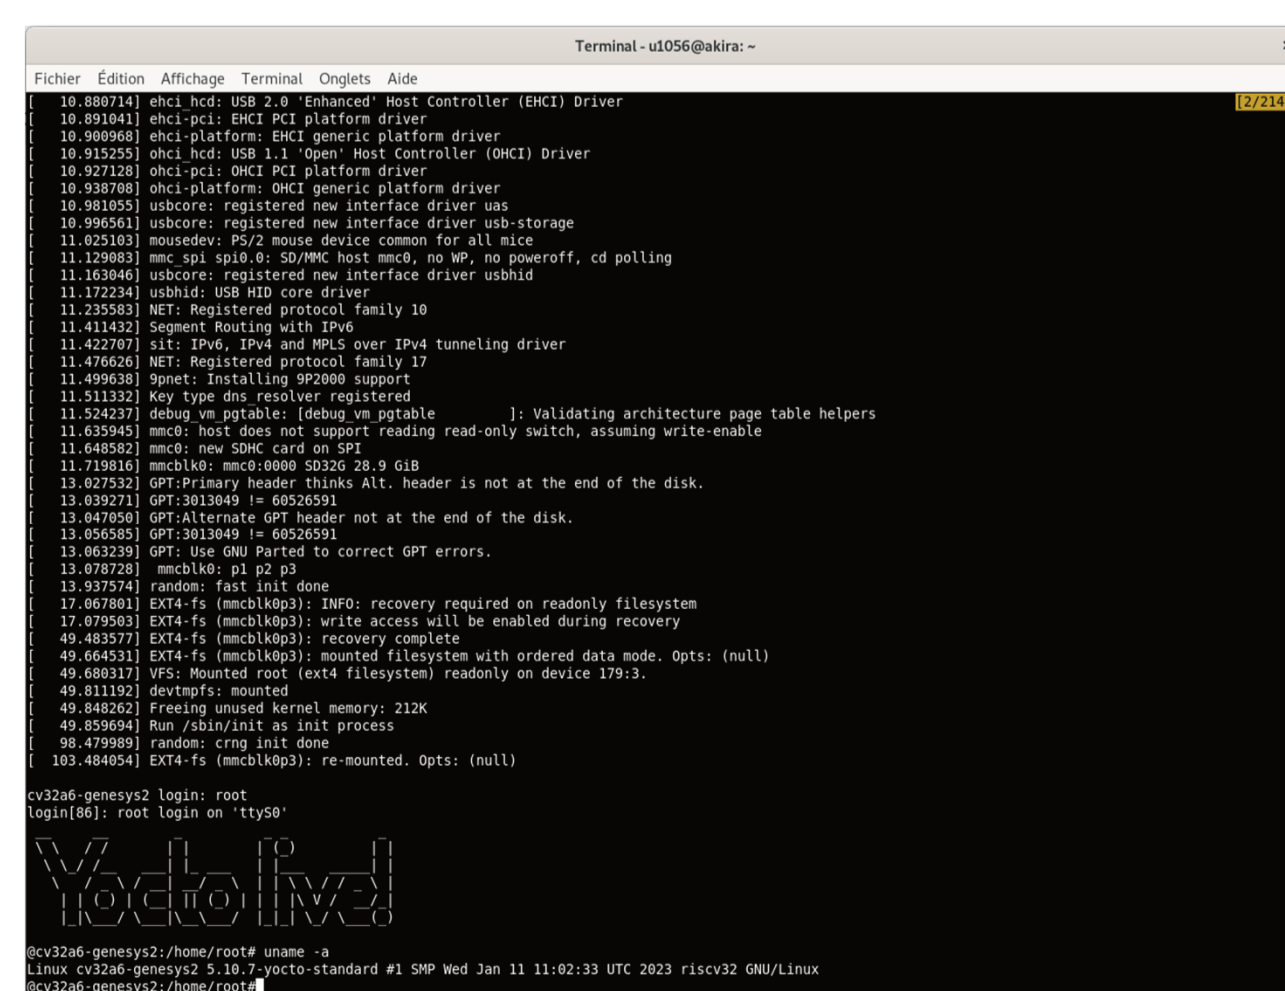 Terminal - u1056@akira: ~
Fichier Édition Affichage Terminal Onglets Aide
[   10.880714] ehci_hcd: USB 2.0 'Enhanced' Host Controller (EHCI) Driver [2/214
[   10.891041] ehci-pci: EHCI PCI platform driver
[   10.900968] ehci-platform: EHCI generic platform driver
[   10.915255] ohci_hcd: USB 1.1 'Open' Host Controller (OHCI) Driver
[   10.927128] ohci-pci: OHCI PCI platform driver
[   10.938708] ohci-platform: OHCI generic platform driver
[   10.981055] usbcore: registered new interface driver uas
[   10.996561] usbcore: registered new interface driver usb-storage
[   11.025103] mousedev: PS/2 mouse device common for all mice
[   11.129083] mmc_spi spi0.0: SD/MMC host mmc0, no WP, no poweroff, cd polling
[   11.163046] usbcore: registered new interface driver usbhid
[   11.172234] usbhid: USB HID core driver
[   11.235583] NET: Registered protocol family 10
[   11.411432] Segment Routing with IPv6
[   11.422707] sit: IPv6, IPv4 and MPLS over IPv4 tunneling driver
[   11.476626] NET: Registered protocol family 17
[   11.499638] 9pnet: Installing 9P2000 support
[   11.511332] Key type dns_resolver registered
[   11.524237] debug_vm_pgtable: [debug_vm_pgtable         ]: Validating architecture page table helpers
[   11.635945] mmc0: host does not support reading read-only switch, assuming write-enable
[   11.648582] mmc0: new SDHC card on SPI
[   11.719816] mmcblk0: mmc0:0000 SD32G 28.9 GiB
[   13.027532] GPT:Primary header thinks Alt. header is not at the end of the disk.
[   13.039271] GPT:3013049 != 60526591
[   13.047050] GPT:Alternate GPT header not at the end of the disk.
[   13.056585] GPT:3013049 != 60526591
[   13.063239] GPT: Use GNU Parted to correct GPT errors.
[   13.078728]  mmcblk0: p1 p2 p3
[   13.937574] random: fast init done
[   17.067801] EXT4-fs (mmcblk0p3): INFO: recovery required on readonly filesystem
[   17.079503] EXT4-fs (mmcblk0p3): write access will be enabled during recovery
[   49.483577] EXT4-fs (mmcblk0p3): recovery complete
[   49.664531] EXT4-fs (mmcblk0p3): mounted filesystem with ordered data mode. Opts: (null)
[   49.680317] VFS: Mounted root (ext4 filesystem) readonly on device 179:3.
[   49.811192] devtmpfs: mounted
[   49.848262] Freeing unused kernel memory: 212K
[   49.859694] Run /sbin/init as init process
[   98.479989] random: crng init done
[  103.484054] EXT4-fs (mmcblk0p3): re-mounted. Opts: (null)
cv32a6-genesys2 login: root
login[86]: root login on 'ttyS0'
Yocto live!
@cv32a6-genesys2:/home/root# uname -a
Linux cv32a6-genesys2 5.10.7-yocto-standard #1 SMP Wed Jan 11 11:02:33 UTC 2023 riscv32 GNU/Linux
@cv32a6-genesys2:/home/root#